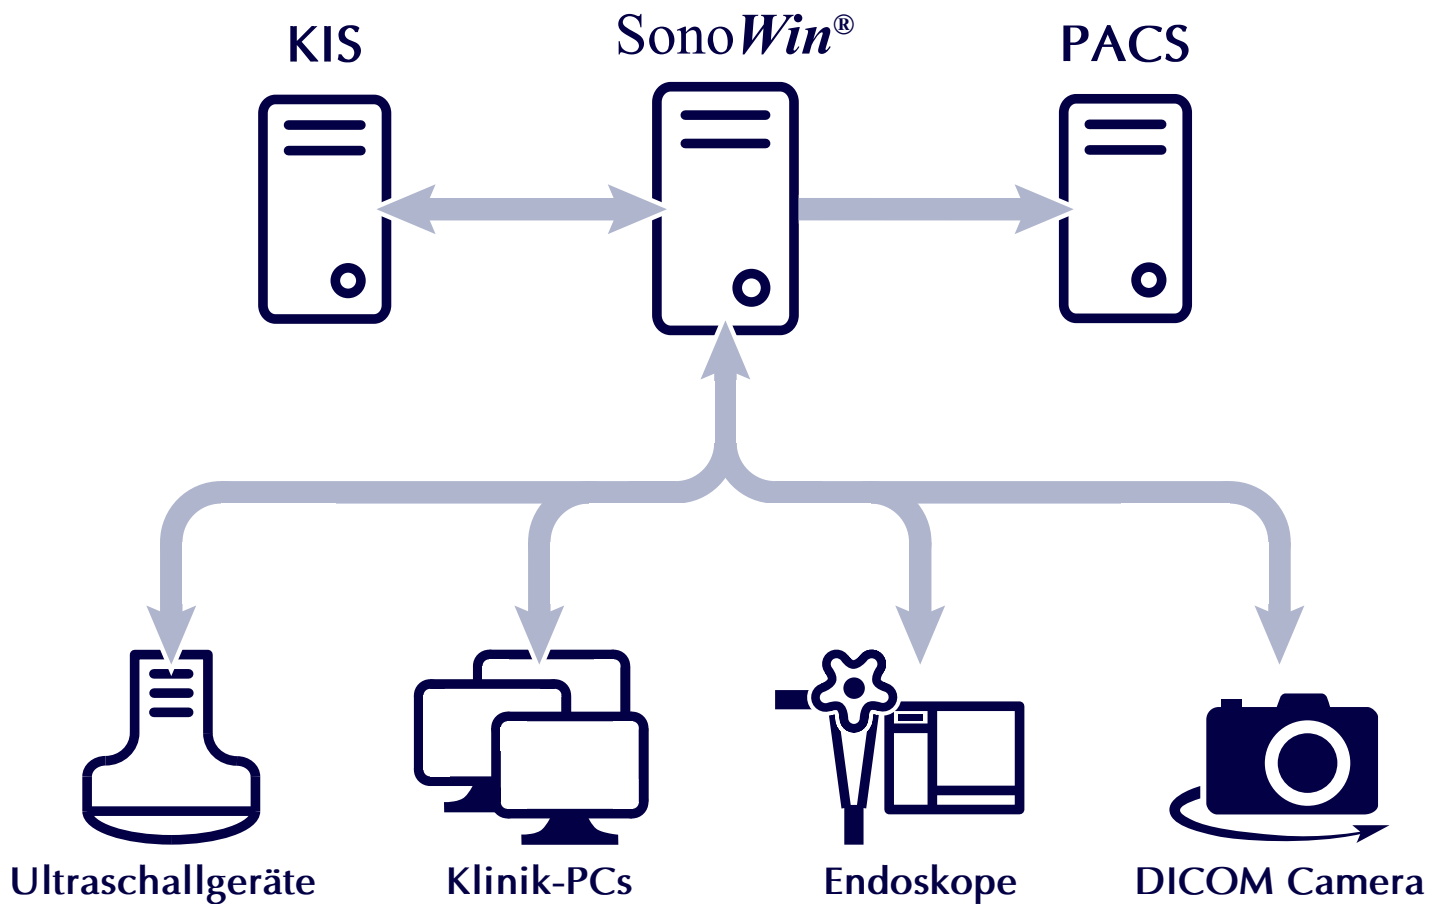 KIS
SonoWin®
PACS
Ultraschallgeräte
Klinik-PCs
Endoskope
DICOM Camera